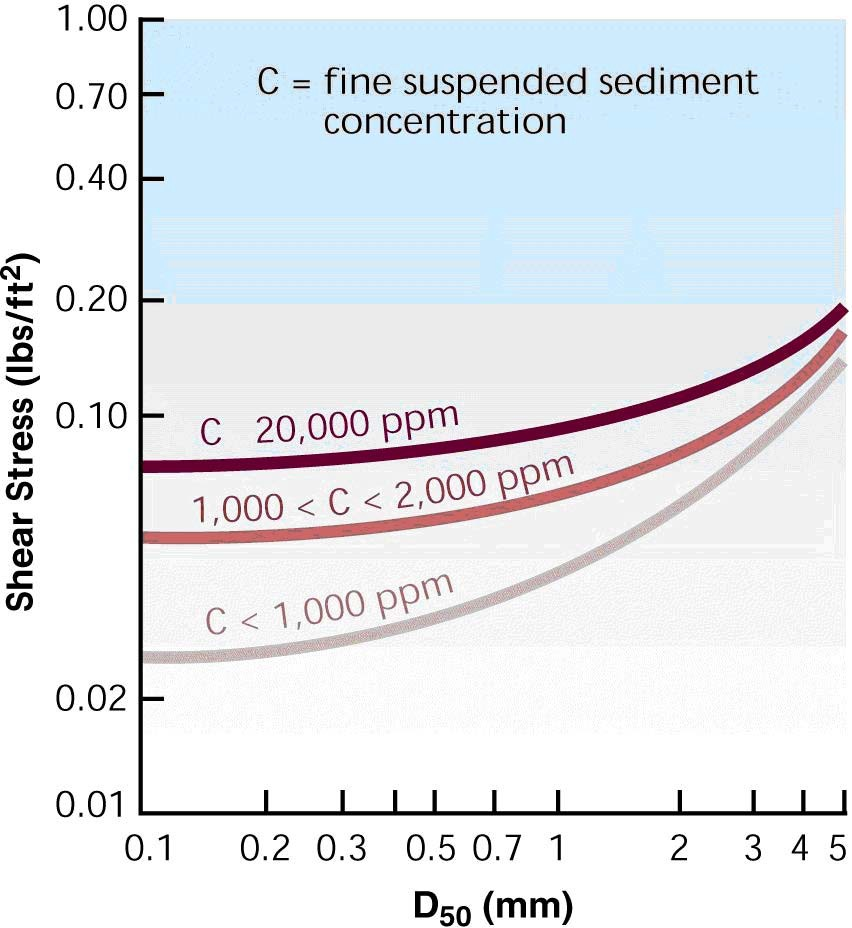 1.00
0.70
0.40
0.20
0.10
0.02
0.01
Shear Stress (lbs/ft²)
C = fine suspended sediment
concentration
C 20,000 ppm
1,000 < C < 2,000 ppm
C < 1,000 ppm
0.1 0.2 0.3 0.5 0.7 1 2 3 4 5
D₅₀ (mm)